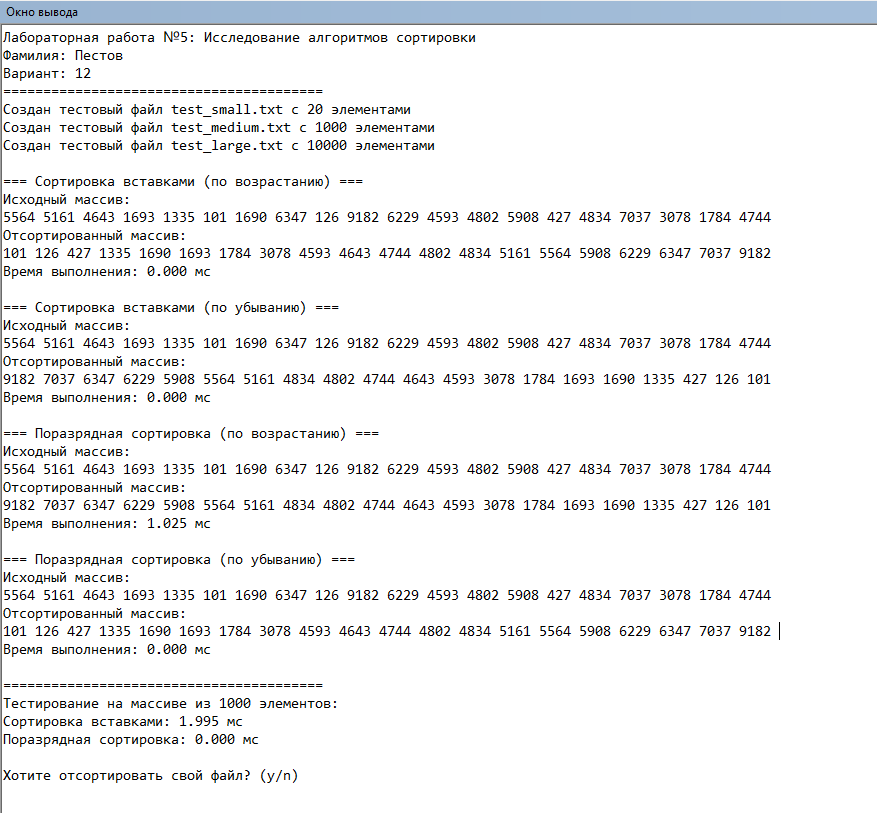 Окно вывода
Лабораторная работа №5: Исследование алгоритмов сортировки
Фамилия: Пестов
Вариант: 12
========================================
Создан тестовый файл test_small.txt с 20 элементами
Создан тестовый файл test_medium.txt с 1000 элементами
Создан тестовый файл test_large.txt с 10000 элементами
=== Сортировка вставками (по возрастанию) ===
Исходный массив:
5564 5161 4643 1693 1335 101 1690 6347 126 9182 6229 4593 4802 5908 427 4834 7037 3078 1784 4744
Отсортированный массив:
101 126 427 1335 1690 1693 1784 3078 4593 4643 4744 4802 4834 5161 5564 5908 6229 6347 7037 9182
Время выполнения: 0.000 мс
=== Сортировка вставками (по убыванию) ===
Исходный массив:
5564 5161 4643 1693 1335 101 1690 6347 126 9182 6229 4593 4802 5908 427 4834 7037 3078 1784 4744
Отсортированный массив:
9182 7037 6347 6229 5908 5564 5161 4834 4802 4744 4643 4593 3078 1784 1693 1690 1335 427 126 101
Время выполнения: 0.000 мс
=== Поразрядная сортировка (по возрастанию) ===
Исходный массив:
5564 5161 4643 1693 1335 101 1690 6347 126 9182 6229 4593 4802 5908 427 4834 7037 3078 1784 4744
Отсортированный массив:
9182 7037 6347 6229 5908 5564 5161 4834 4802 4744 4643 4593 3078 1784 1693 1690 1335 427 126 101
Время выполнения: 1.025 мс
=== Поразрядная сортировка (по убыванию) ===
Исходный массив:
5564 5161 4643 1693 1335 101 1690 6347 126 9182 6229 4593 4802 5908 427 4834 7037 3078 1784 4744
Отсортированный массив:
101 126 427 1335 1690 1693 1784 3078 4593 4643 4744 4802 4834 5161 5564 5908 6229 6347 7037 9182
Время выполнения: 0.000 мс
========================================
Тестирование на массиве из 1000 элементов:
Сортировка вставками: 1.995 мс
Поразрядная сортировка: 0.000 мс
Хотите отсортировать свой файл? (y/n)